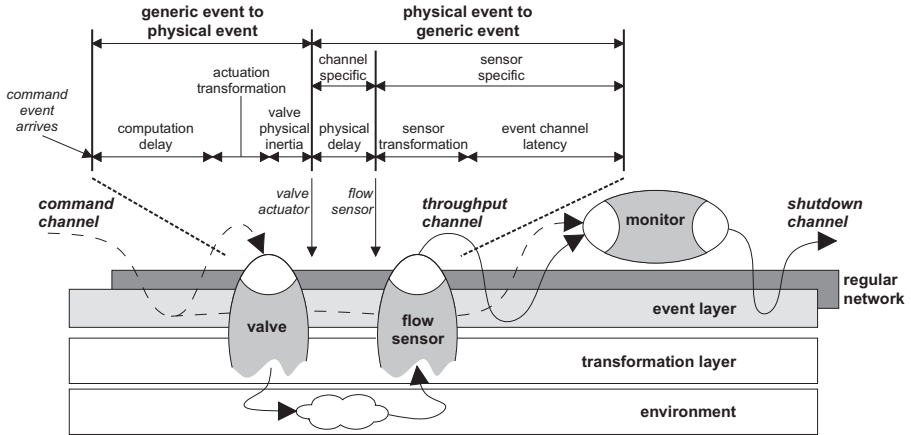 generic event to
physical event
physical event to
generic event
channel
specific
sensor
specific
actuation
transformation
command
event
arrives
computation
delay
valve
physical
inertia
physical
delay
sensor
transformation
event channel
latency
command
channel
valve
actuator
flow
sensor
throughput
channel
monitor
shutdown
channel
regular
network
event layer
valve
flow
sensor
transformation layer
environment